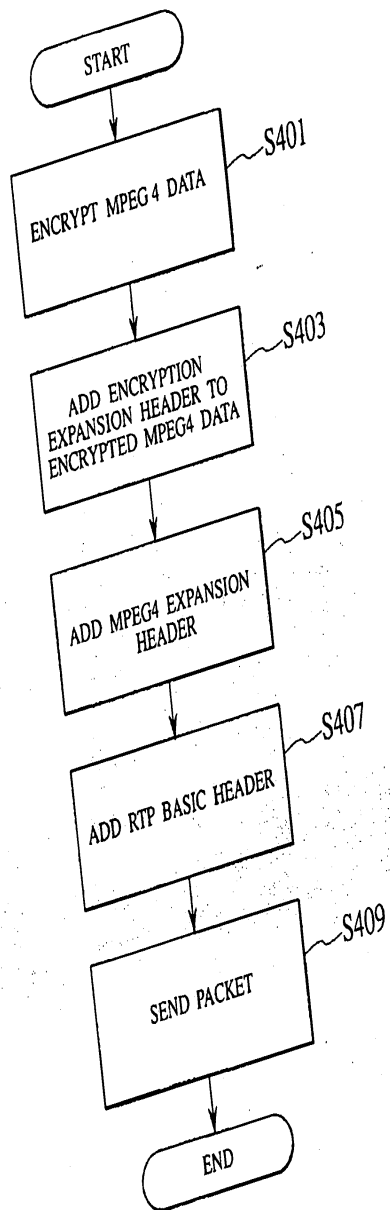 START
S401
ENCRYPT MPEG4 DATA
S403
ADD ENCRYPTION
EXPANSION HEADER TO
ENCRYPTED MPEG4 DATA
S405
ADD MPEG4 EXPANSION
HEADER
S407
ADD RTP BASIC HEADER
S409
SEND PACKET
END